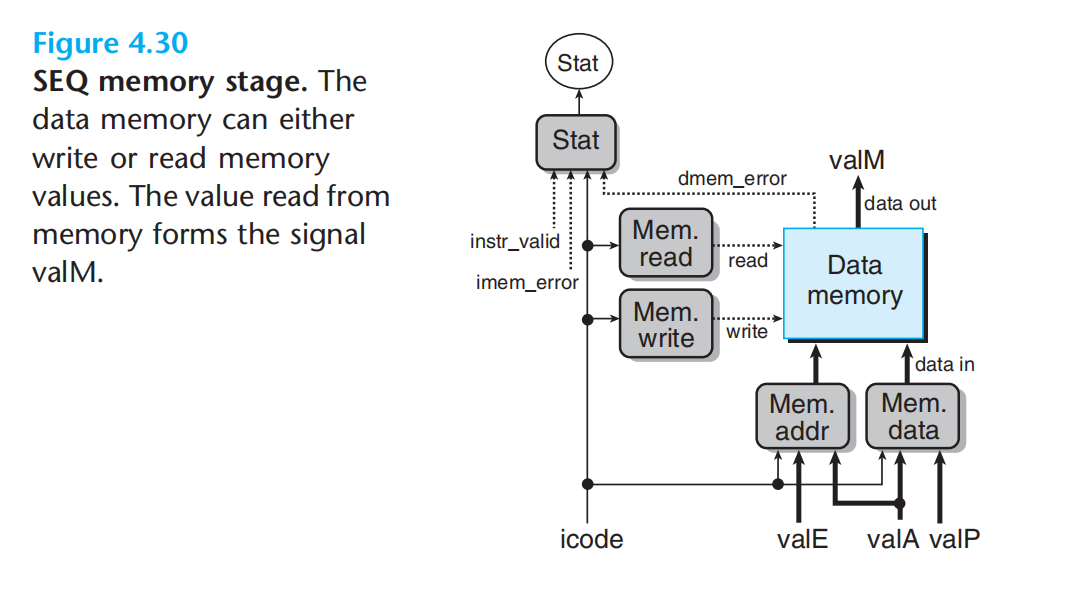 Figure 4.30
SEQ memory stage. The
data memory can either
write or read memory
values. The value read from
memory forms the signal
valM.
Stat
Stat
valM
dmem_error
data out
instr_valid
Mem.
read
read
Data
memory
imem_error
Mem.
write
write
data in
Mem.
addr
Mem.
data
icode
valE
valA
valP